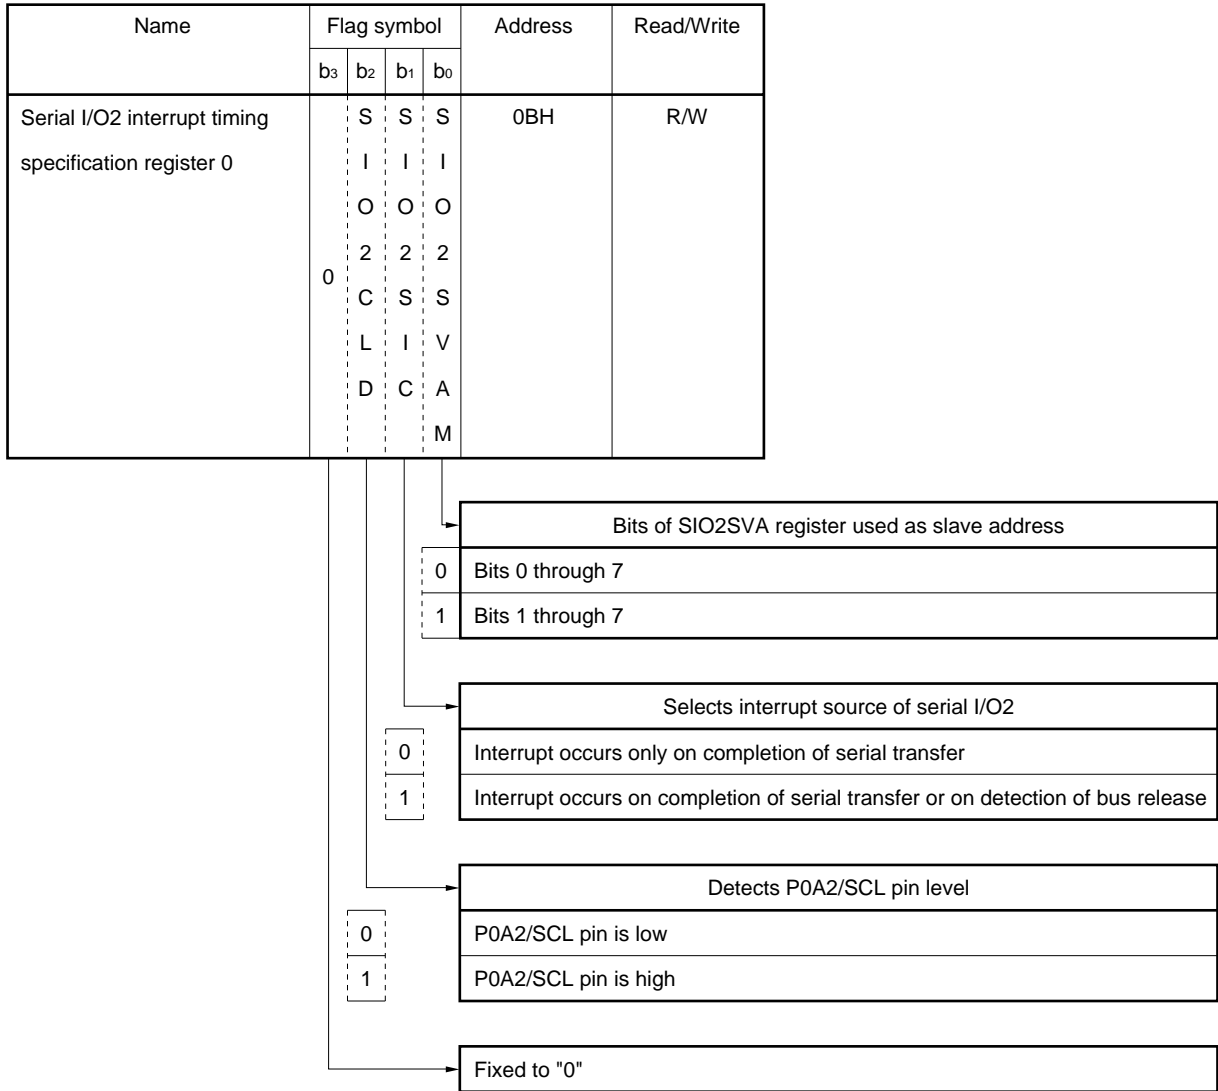 Name Flag symbol Address Read/Write
b3 b2 b1 b0
Serial I/O2 interrupt timing specification register 0
0
SIO2CLD
SIO2SIC
SIO2SVAM
0BH
R/W
Bits of SIO2SVA register used as slave address
0 Bits 0 through 7
1 Bits 1 through 7
Selects interrupt source of serial I/O2
0 Interrupt occurs only on completion of serial transfer
1 Interrupt occurs on completion of serial transfer or on detection of bus release
Detects P0A2/SCL pin level
0 P0A2/SCL pin is low
1 P0A2/SCL pin is high
Fixed to "0"